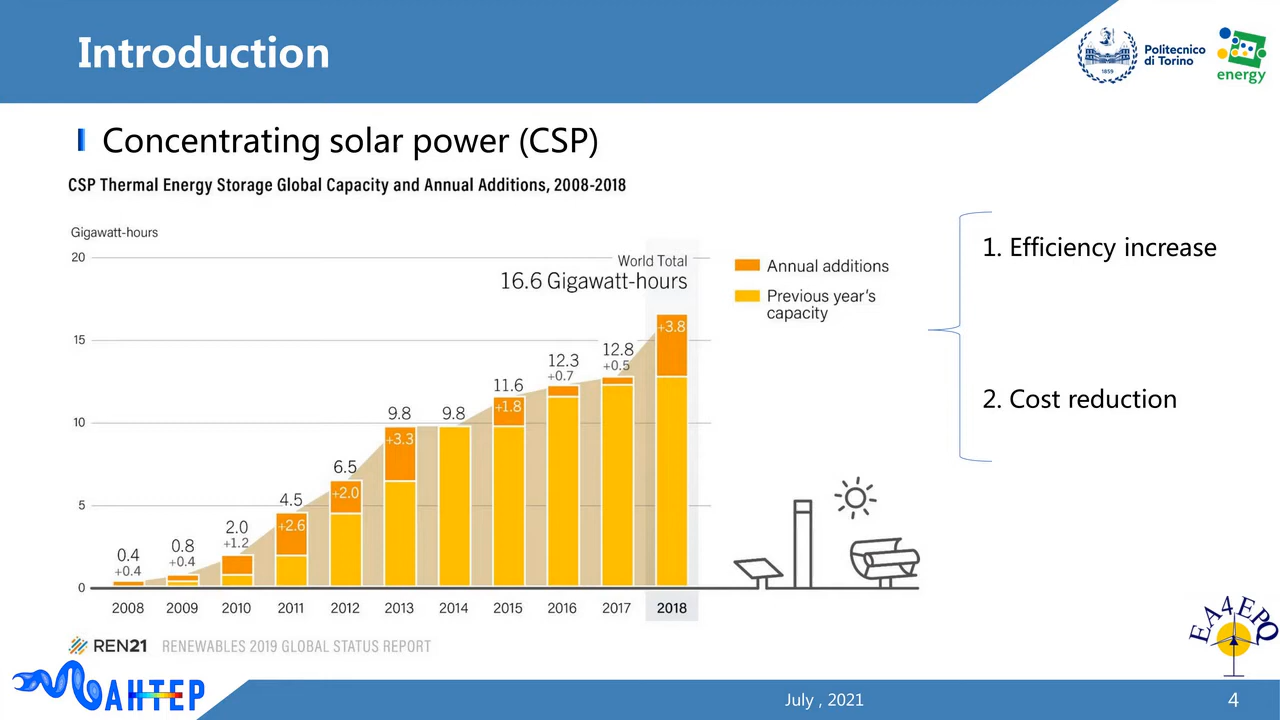 Introduction
1859
Politecnico
di Torino
energy
Concentrating solar power (CSP)
CSP Thermal Energy Storage Global Capacity and Annual Additions, 2008-2018
Gigawatt-hours
20
15
10
5
0
World Total
16.6 Gigawatt-hours
0.4
+0.4
0.8
+0.4
2.0
+1.2
4.5
+2.6
6.5
+2.0
9.8
+3.3
9.8
11.6
+1.8
12.3
+0.7
12.8
+0.5
+3.8
2008 2009 2010 2011 2012 2013 2014 2015 2016 2017 2018
Annual additions
Previous year's
capacity
1. Efficiency increase
2. Cost reduction
REN21 RENEWABLES 2019 GLOBAL STATUS REPORT
EA4EPQ
MAHTEP
July , 2021
4